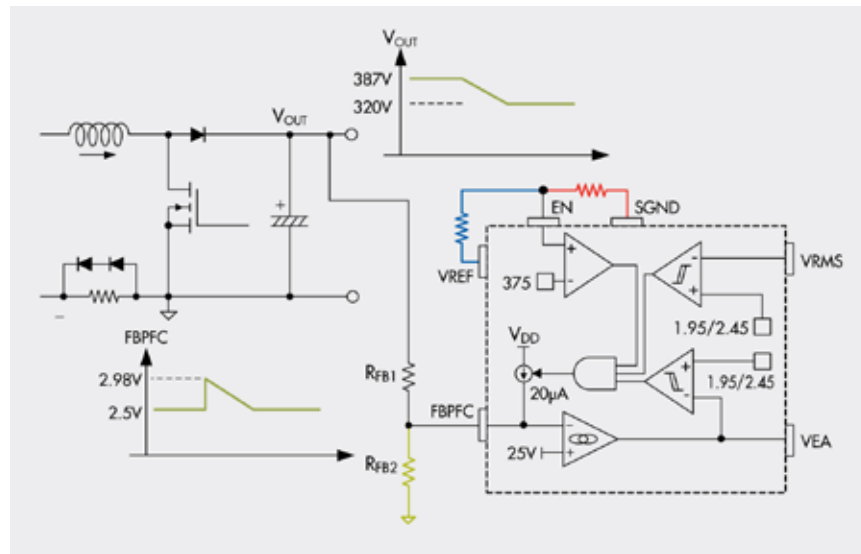 VOUT
387V
320V
VOUT
+
EN
SGND
VREF
+
-
375
-
+
VRMS
1.95/2.45
VDD
20μA
+
-
1.95/2.45
–
FBPFC
2.98V
2.5V
RFB1
FBPFC
RFB2
-
25V
+
VEA